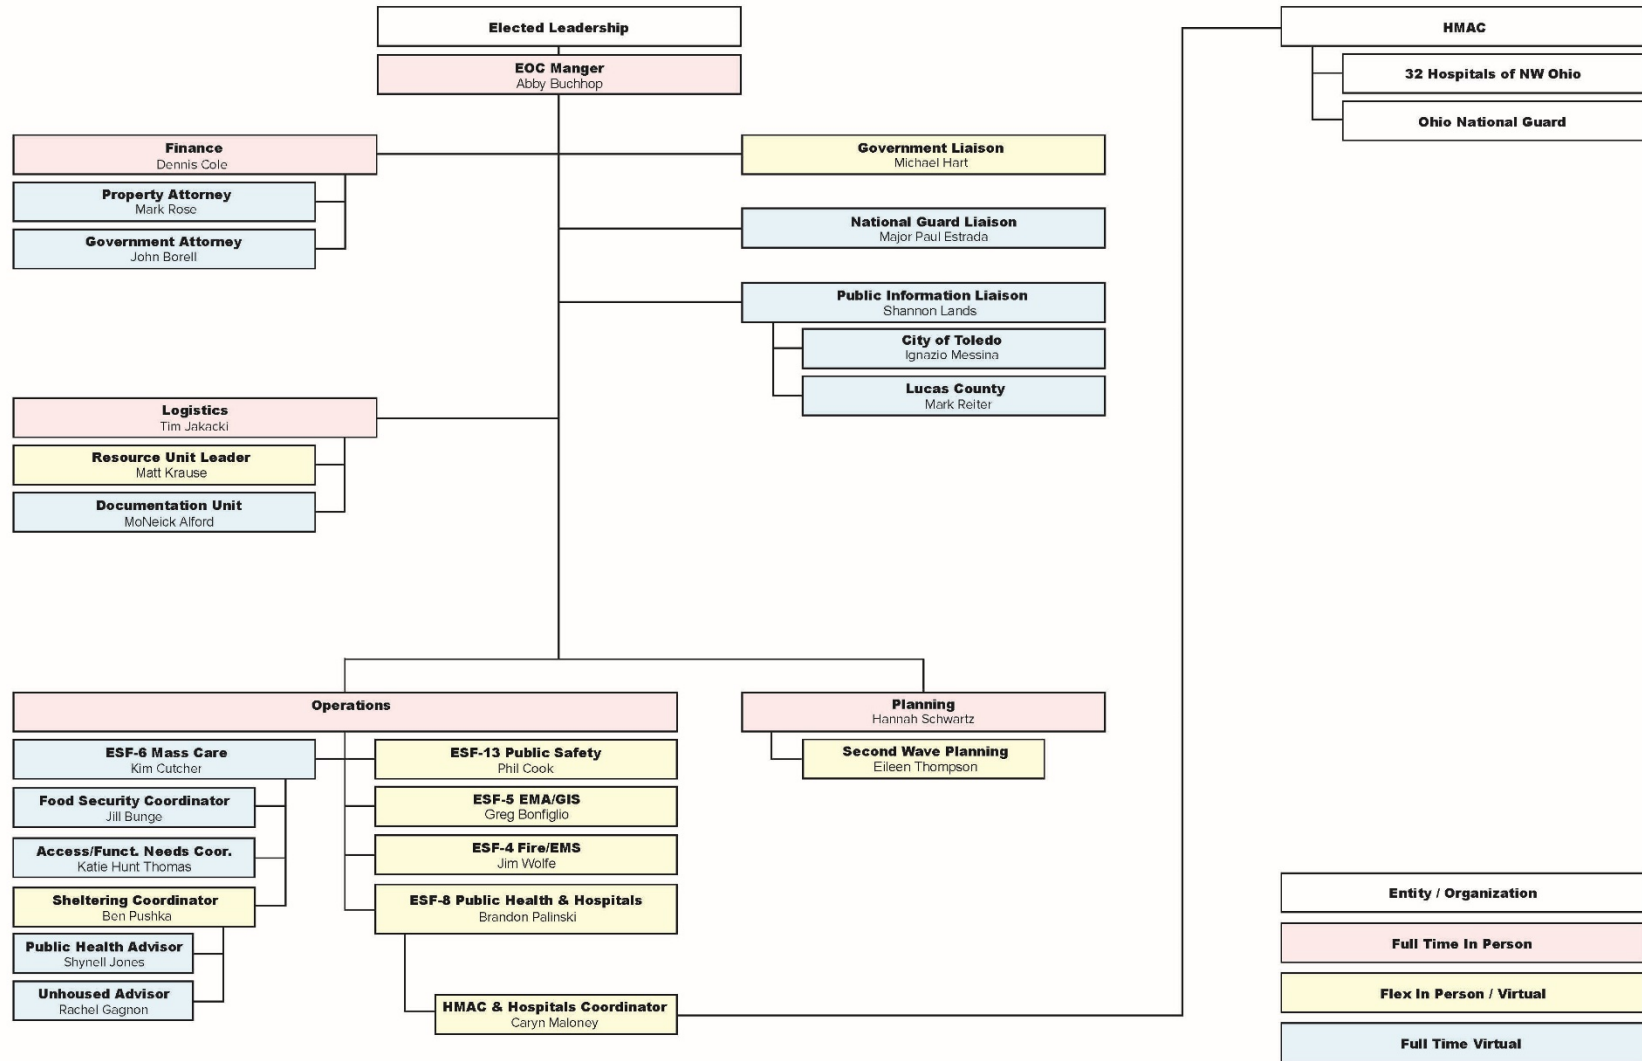 Elected Leadership
EOC Manger
Abby Buchhop
HMAC
32 Hospitals of NW Ohio
Ohio National Guard
Finance
Dennis Cole
Property Attorney
Mark Rose
Government Attorney
John Borell
Government Liaison
Michael Hart
National Guard Liaison
Major Paul Estrada
Public Information Liaison
Shannon Lands
City of Toledo
Ignazio Messina
Lucas County
Mark Reiter
Logistics
Tim Jakacki
Resource Unit Leader
Matt Krause
Documentation Unit
MoNeick Alford
Operations
ESF-6 Mass Care
Kim Cutcher
Food Security Coordinator
Jill Bunge
Access/Funct. Needs Coor.
Katie Hunt Thomas
Sheltering Coordinator
Ben Pushka
Public Health Advisor
Shynell Jones
Unhoused Advisor
Rachel Gagnon
ESF-13 Public Safety
Phil Cook
ESF-5 EMA/GIS
Greg Bonfiglio
ESF-4 Fire/EMS
Jim Wolfe
ESF-8 Public Health & Hospitals
Brandon Palinski
HMAC & Hospitals Coordinator
Caryn Maloney
Planning
Hannah Schwartz
Second Wave Planning
Eileen Thompson
Entity / Organization
Full Time In Person
Flex In Person / Virtual
Full Time Virtual